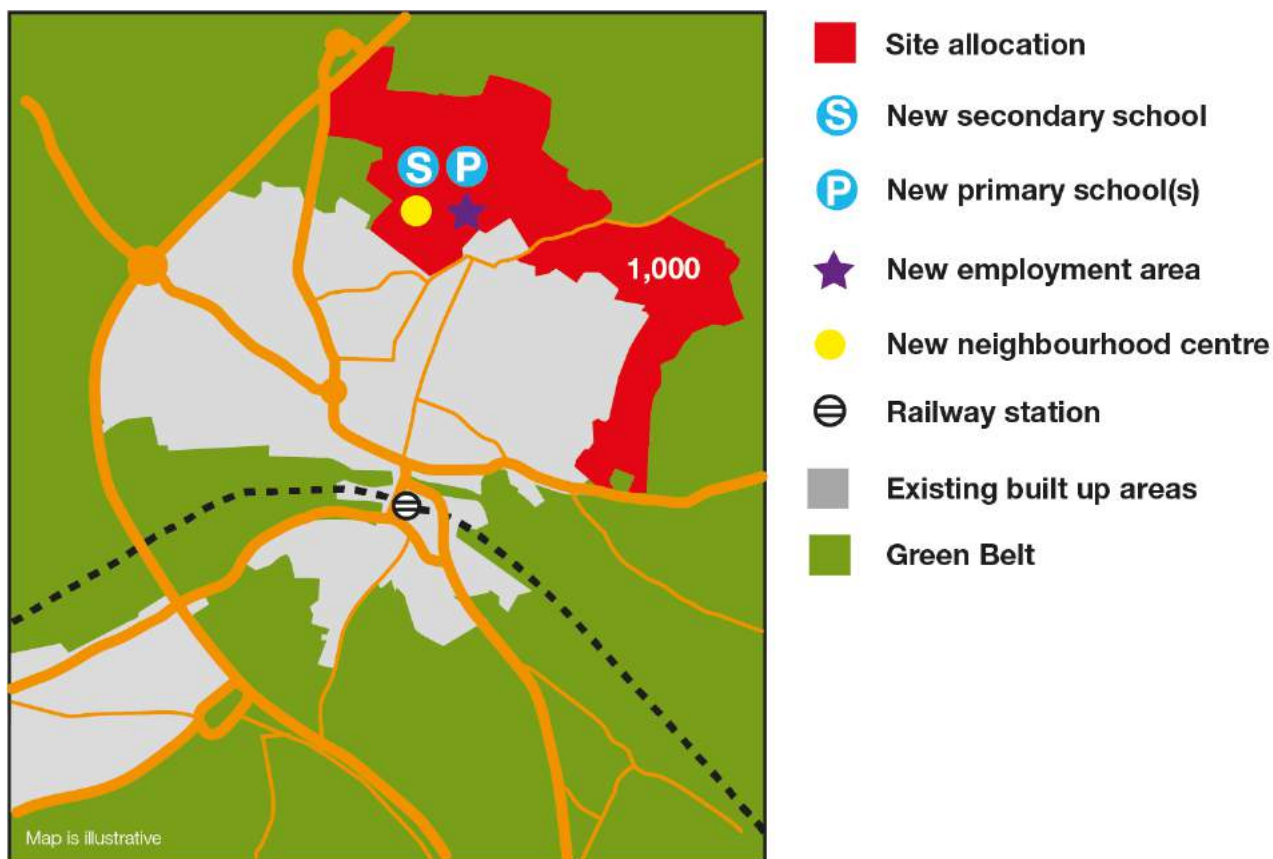 S P
1,000
Map is illustrative
Site allocation
S New secondary school
P New primary school(s)
New employment area
New neighbourhood centre
Railway station
Existing built up areas
Green Belt